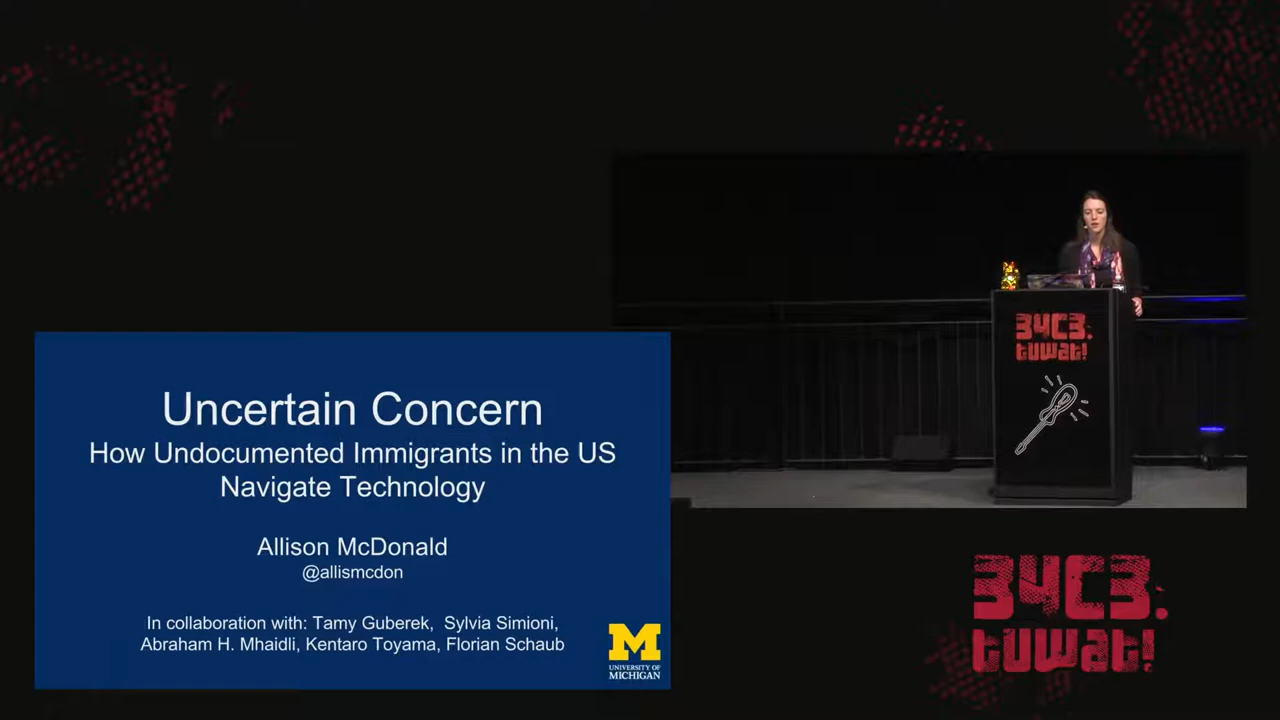 Uncertain Concern
How Undocumented Immigrants in the US
Navigate Technology
Allison McDonald
@allismcdon
In collaboration with: Tamy Guberek, Sylvia Simioni,
Abraham H. Mhaidli, Kentaro Toyama, Florian Schaub
M
UNIVERSITY OF
MICHIGAN
34C3.
tuwat!
34C3.
tuwat!